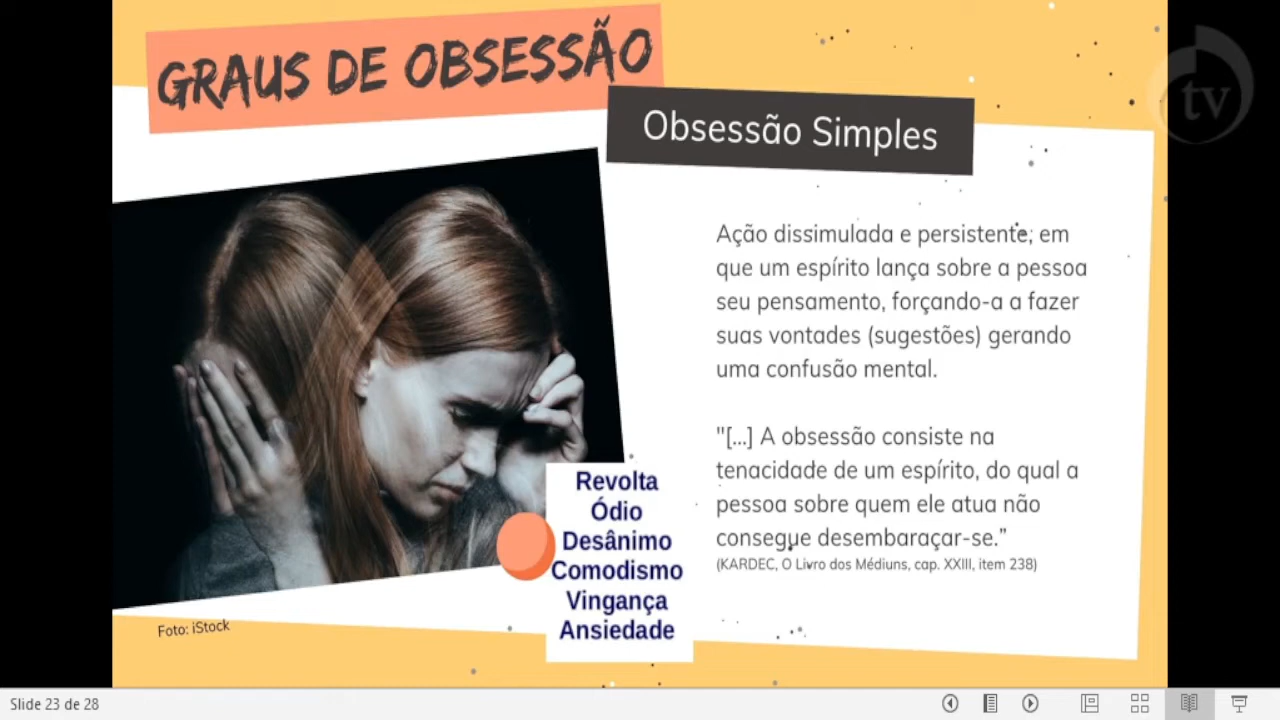 GRAUS DE OBSESSÃO
Obsessão Simples
tv
Ação dissimulada e persistente; em
que um espírito lança sobre a pessoa
seu pensamento, forçando-a a fazer
suas vontades (sugestões) gerando
uma confusão mental.
"[...] A obsessão consiste na
tenacidade de um espírito, do qual a
pessoa sobre quem ele atua não
consegue desembaraçar-se.”
(KARDEC, O Livro dos Médiuns, cap. XXIII, item 238)
Revolta
Ódio
Desânimo
Comodismo
Vingança
Ansiedade
Foto: iStock
Slide 23 de 28